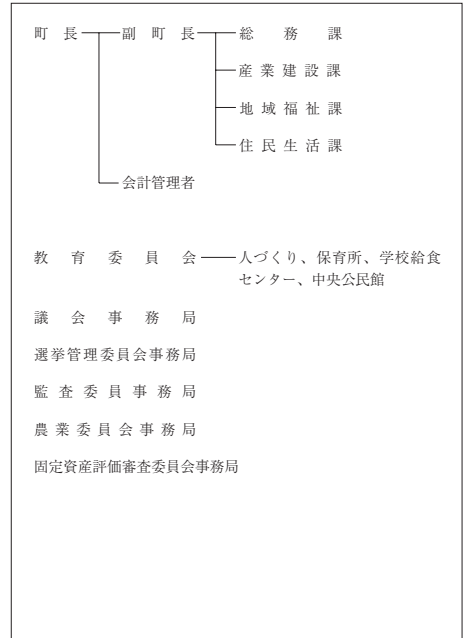 町長 副町長 総務課
産業建設課
地域福祉課
住民生活課
会計管理者
教育委員会 人づくり、保育所、学校給食
センター、中央公民館
議会事務局
選挙管理委員会事務局
監査委員事務局
農業委員会事務局
固定資産評価審査委員会事務局